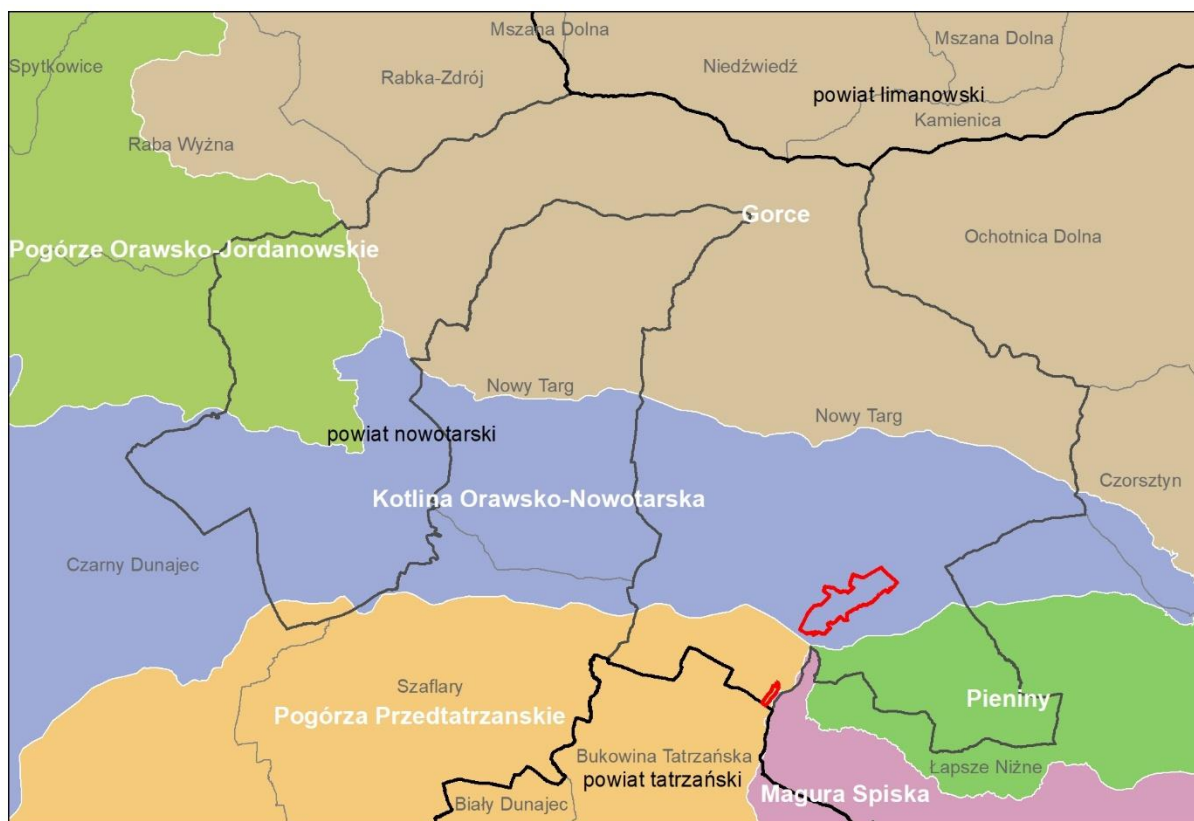 Mszana Dolna
Mszana Dolna
Spytkowice
Niedźwiedź
Rabka-Zdrój
powiat limanowski
Kamienica
Raba Wyżna
Gorce
Ochotnica Dolna
Pogórze Orawsko-Jordanowskie
Nowy Targ
Nowy Targ
powiat nowotarski
Czorsztyn
Kotlina Orawsko-Nowotarska
Czarny Dunajec
Szaflary
Pieniny
Pogórza Przedtatrzanskie
Bukowina Tatrzańska
Łapsze Niżne
powiat tatrzański
Magura Spiska
Biały Dunajec